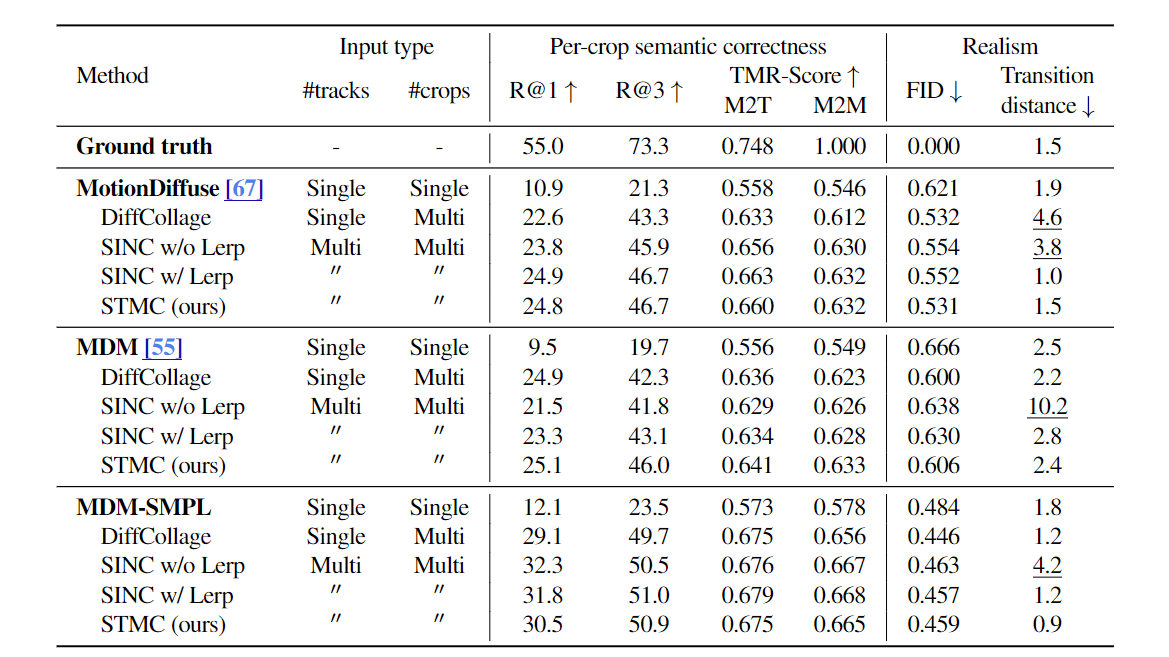 Input type Per-crop semantic correctness Realism
Method #tracks #crops R@1 ↑ R@3 ↑ TMR-Score ↑ FID ↓ Transition
M2T M2M distance ↓
Ground truth - - 55.0 73.3 0.748 1.000 0.000 1.5
MotionDiffuse [67] Single Single 10.9 21.3 0.558 0.546 0.621 1.9
DiffCollage Single Multi 22.6 43.3 0.633 0.612 0.532 4.6
SINC w/o Lerp Multi Multi 23.8 45.9 0.656 0.630 0.554 3.8
SINC w/ Lerp " " 24.9 46.7 0.663 0.632 0.552 1.0
STMC (ours) " " 24.8 46.7 0.660 0.632 0.531 1.5
MDM [55] Single Single 9.5 19.7 0.556 0.549 0.666 2.5
DiffCollage Single Multi 24.9 42.3 0.636 0.623 0.600 2.2
SINC w/o Lerp Multi Multi 21.5 41.8 0.629 0.626 0.638 10.2
SINC w/ Lerp " " 23.3 43.1 0.634 0.628 0.630 2.8
STMC (ours) " " 25.1 46.0 0.641 0.633 0.606 2.4
MDM-SMPL Single Single 12.1 23.5 0.573 0.578 0.484 1.8
DiffCollage Single Multi 29.1 49.7 0.675 0.656 0.446 1.2
SINC w/o Lerp Multi Multi 32.3 50.5 0.676 0.667 0.463 4.2
SINC w/ Lerp " " 31.8 51.0 0.679 0.668 0.457 1.2
STMC (ours) " " 30.5 50.9 0.675 0.665 0.459 0.9